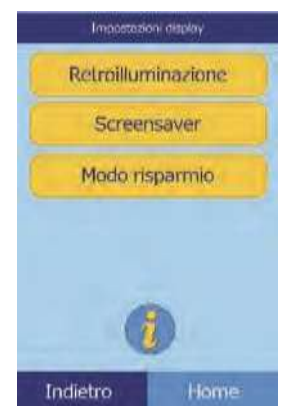 Impostazioni display
Retroilluminazione
Screensaver
Modo risparmio
i
Indietro Home